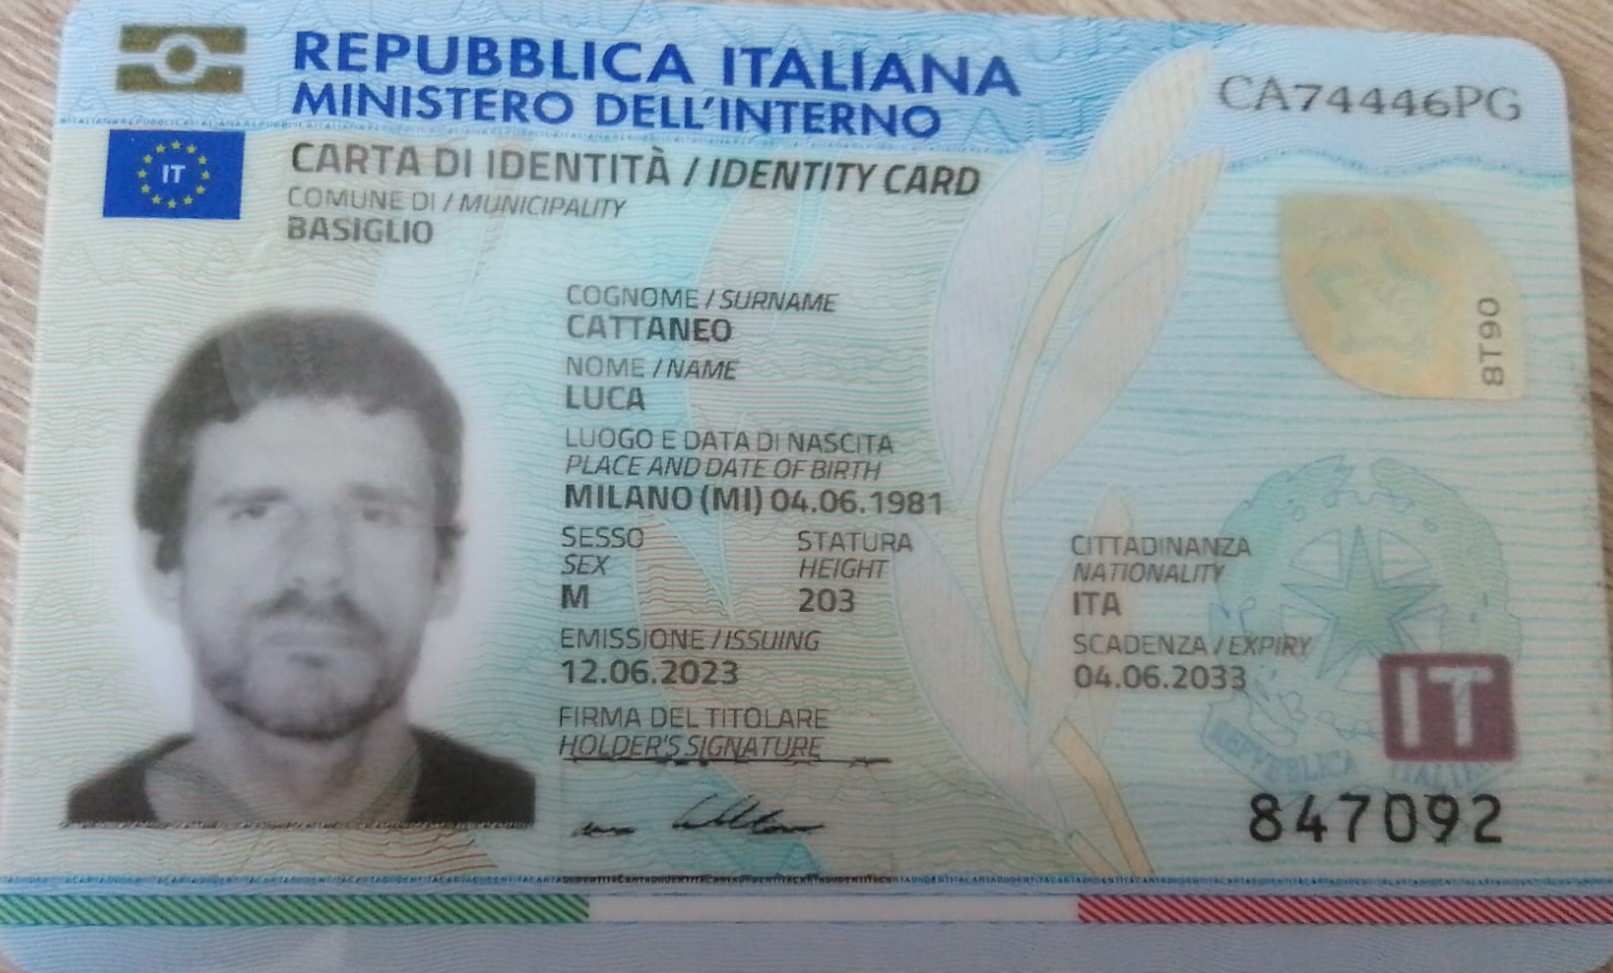 REPUBBLICA ITALIANA
MINISTERO DELL'INTERNO
CA74446PG
IT
CARTA DI IDENTITÀ / IDENTITY CARD
COMUNE DI / MUNICIPALITY
BASIGLIO
COGNOME / SURNAME
CATTANEO
NOME / NAME
LUCA
LUOGO E DATA DI NASCITA
PLACE AND DATE OF BIRTH
MILANO (MI) 04.06.1981
SESSO
SEX
M
STATURA
HEIGHT
203
CITTADINANZA
NATIONALITY
ITA
EMISSIONE / ISSUING
12.06.2023
SCADENZA / EXPIRY
04.06.2033
FIRMA DEL TITOLARE
HOLDER'S SIGNATURE
IT
REPVBBLICA ITALIANA
847092